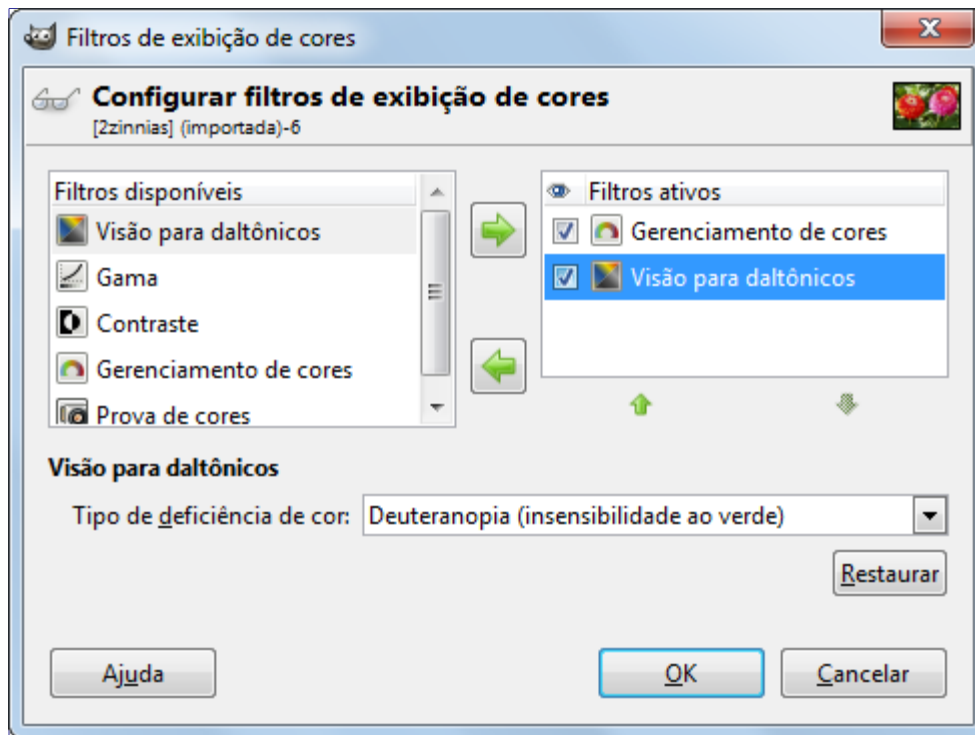 Filtros de exibição de cores
Configurar filtros de exibição de cores
[2zinnias] (importada)-6
Filtros disponíveis
Visão para daltônicos
Gama
Contraste
Gerenciamento de cores
Prova de cores
Filtros ativos
Gerenciamento de cores
Visão para daltônicos
Visão para daltônicos
Tipo de deficiência de cor: Deuteranopia (insensibilidade ao verde)
Restaurar
Ajuda OK Cancelar